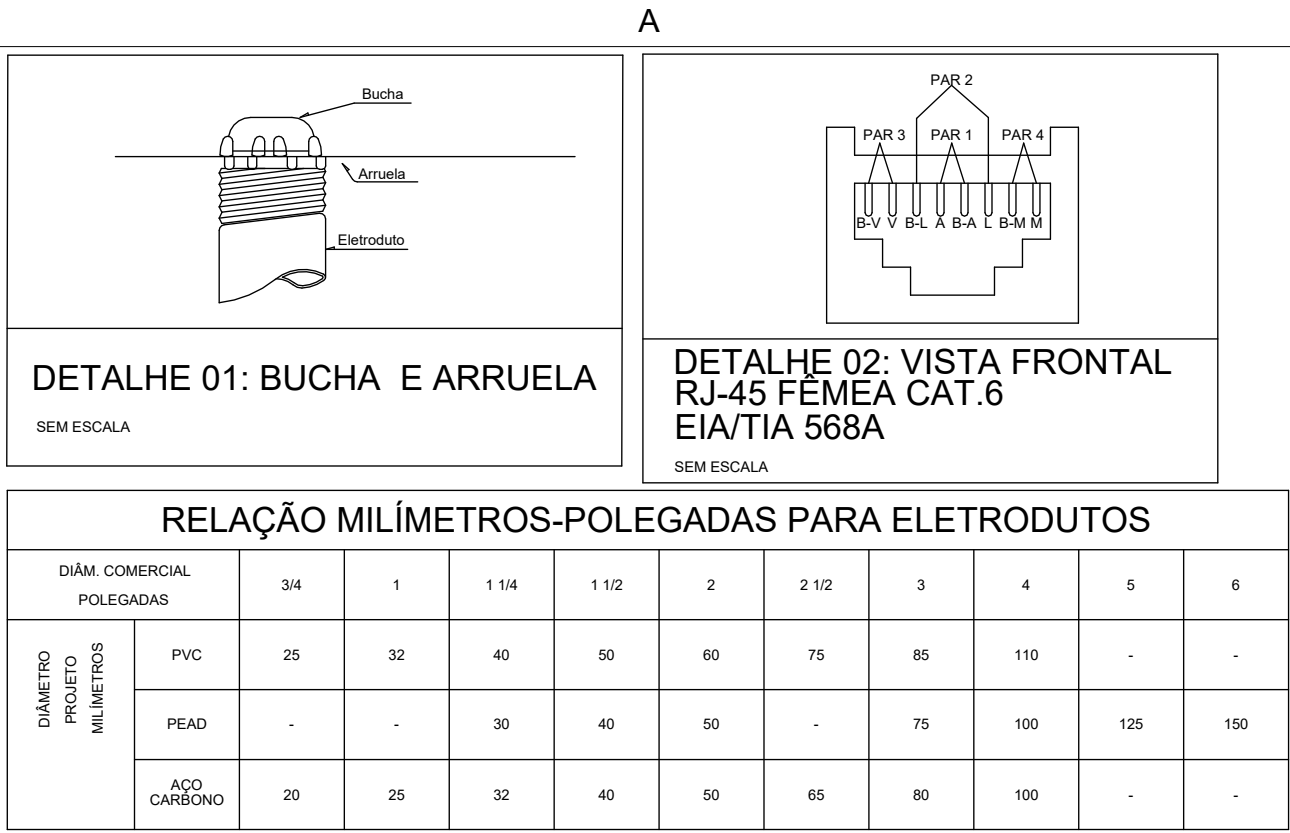 A
Bucha
Arruela
Eletroduto
DETALHE 01: BUCHA E ARRUELA
SEM ESCALA
PAR 2
PAR 3 PAR 1 PAR 4
B-V V B-L A B-A L B-M M
DETALHE 02: VISTA FRONTAL
RJ-45 FÊMEA CAT.6
EIA/TIA 568A
SEM ESCALA
RELAÇÃO MILÍMETROS-POLEGADAS PARA ELETRODUTOS
DIÂM. COMERCIAL
POLEGADAS
3/4 1 1 1/4 1 1/2 2 2 1/2 3 4 5 6
DIÂMETRO
PROJETO
MILÍMETROS
PVC 25 32 40 50 60 75 85 110 - -
PEAD - - 30 40 50 - 75 100 125 150
AÇO
CARBONO
20 25 32 40 50 65 80 100 - -